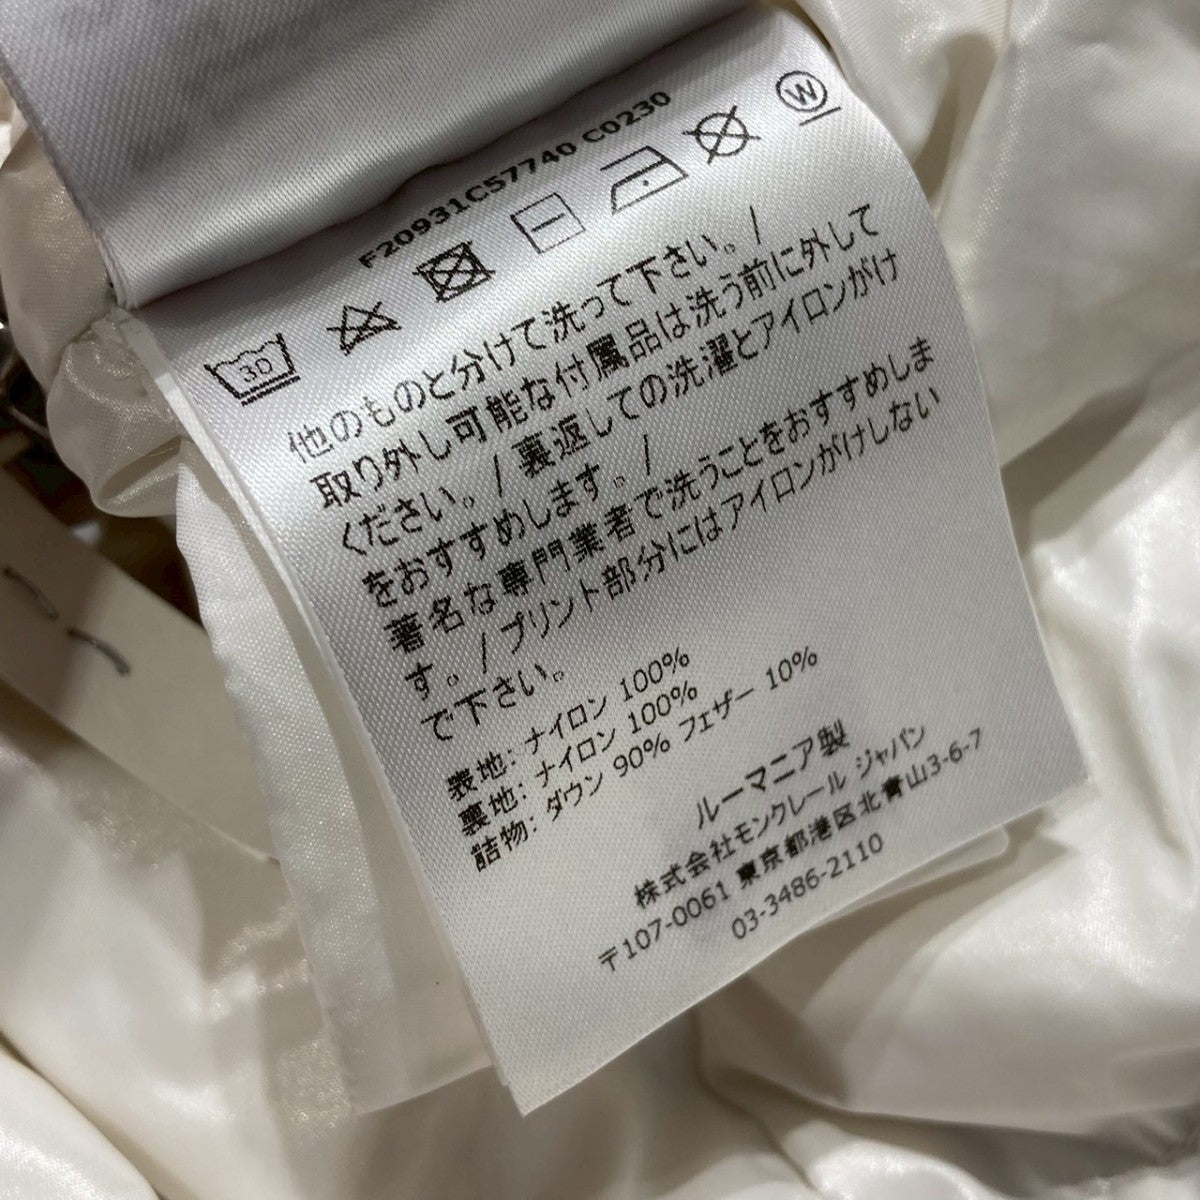 F20931C57740 C0230
30
W
他のものと分けて洗って下さい。/
取り外し可能な付属品は洗う前に外して
ください。/ 裏返しての洗濯とアイロンがけ
をおすすめします。/
著名な専門業者で洗うことをおすすめしま
す。/ プリント部分にはアイロンがけしない
で下さい。
表地: ナイロン 100%
裏地: ナイロン 100%
詰物: ダウン 90% フェザー 10%
ルーマニア製
株式会社モンクレール ジャパン
〒107-0061 東京都港区北青山3-6-7
03-3486-2110